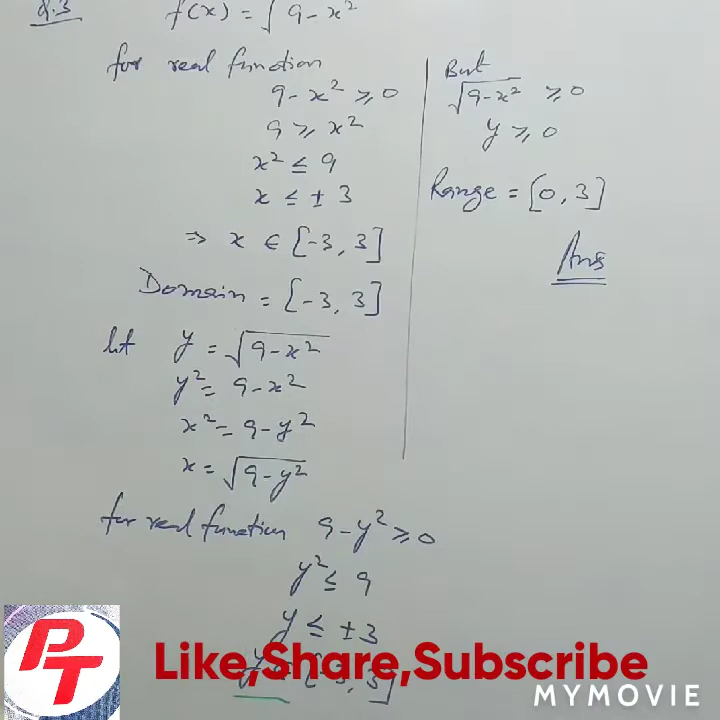 Q.3 f(x) = √9-x²
for real function
9-x² ≥ 0
9 ≥ x²
x² ≤ 9
x ≤ ± 3
⇒ x ∈ [-3, 3]
Domain = [-3, 3]
let y = √9-x²
y² = 9-x²
x² = 9-y²
x = √9-y²
for real function 9-y² ≥ 0
y² ≤ 9
y ≤ ±3
But
√9-x² ≥ 0
y ≥ 0
Range = [0, 3]
Ans
PT
Like,Share,Subscribe
MYMOVIE